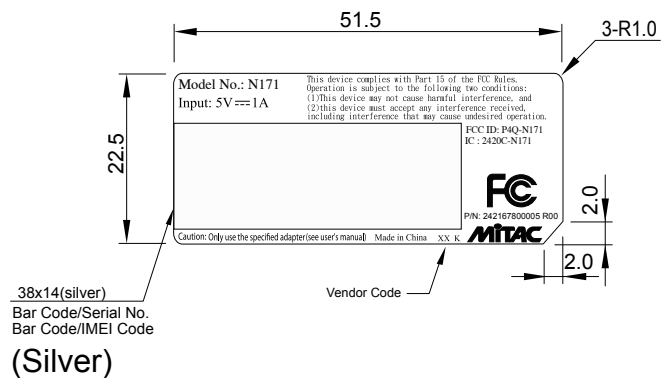 51.5
3-R1.0
Model No.: N171
Input: 5V⎓1A
This device complies with Part 15 of the FCC Rules.
Operation is subject to the following two conditions:
(1)This device may not cause harmful interference, and
(2)this device must accept any interference received,
including interference that may cause undesired operation.
FCC ID: P4Q-N171
IC : 2420C-N171
22.5
FC
P/N: 242167800005 R00
2.0
Caution: Only use the specified adapter(see user's manual) Made in China XX K
MiTAC
2.0
38x14(silver)
Bar Code/Serial No.
Bar Code/IMEI Code
Vendor Code
(Silver)